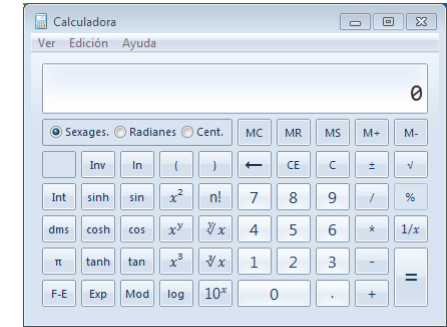 Calculadora
Ver Edición Ayuda
0
Sexages. Radianes Cent. MC MR MS M+ M-
Inv ln ( ) ← CE C ± √
Int sinh sin x² n! 7 8 9 / %
dms cosh cos xʸ ʸ√x 4 5 6 * 1/x
π tanh tan x³ ³√x 1 2 3 - =
F-E Exp Mod log 10ˣ 0 . +